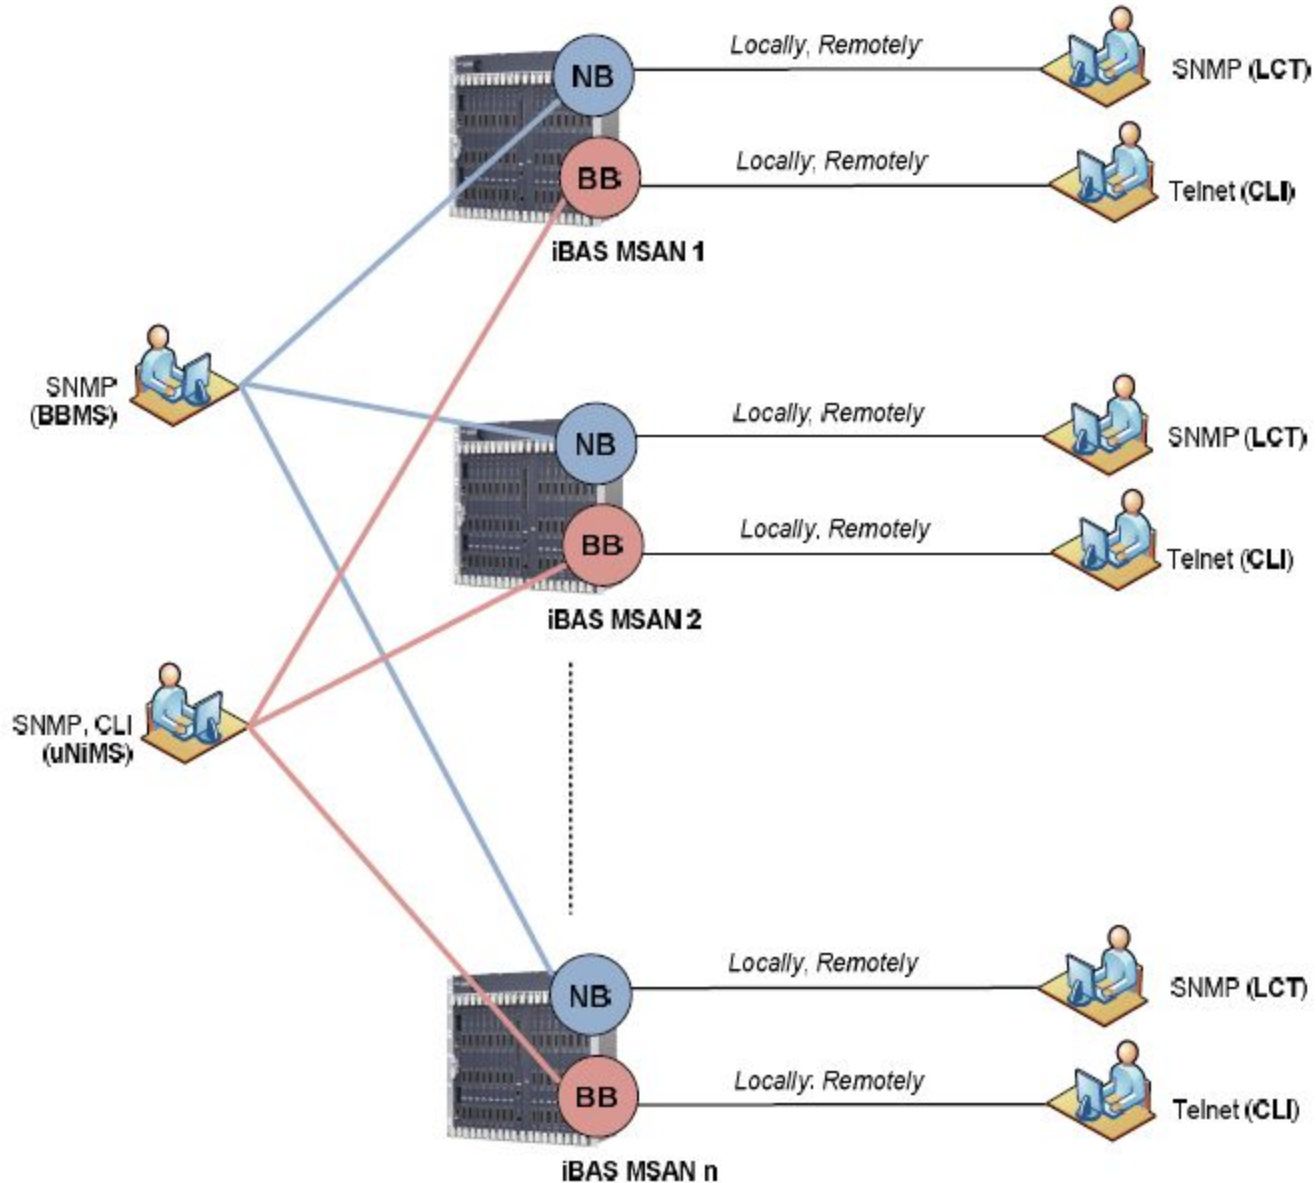 Locally, Remotely
NB
SNMP (LCT)
Locally, Remotely
BB
Telnet (CLI)
iBAS MSAN 1
SNMP
(BBMS)
Locally, Remotely
NB
SNMP (LCT)
Locally, Remotely
BB
Telnet (CLI)
iBAS MSAN 2
SNMP, CLI
(uNiMS)
Locally, Remotely
NB
SNMP (LCT)
Locally, Remotely
BB
Telnet (CLI)
iBAS MSAN n